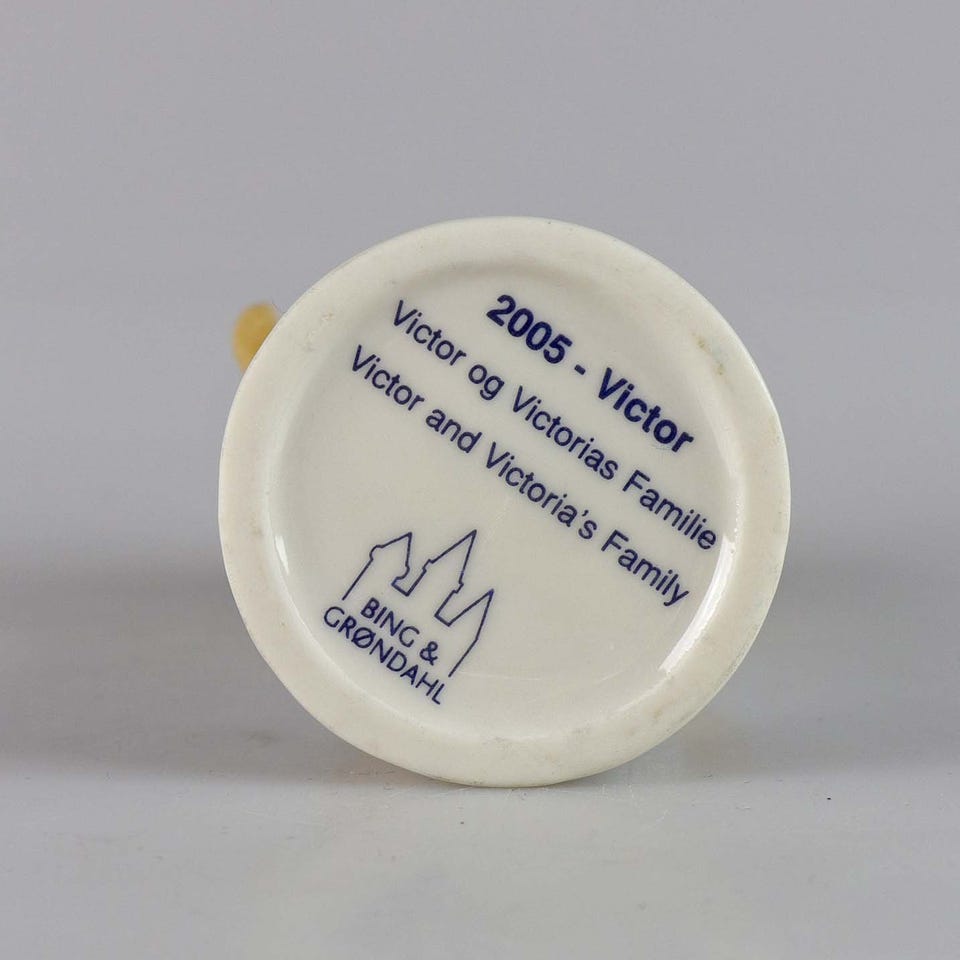 2005 - Victor
Victor og Victorias Familie
Victor and Victoria's Family
BING &
GRØNDAHL